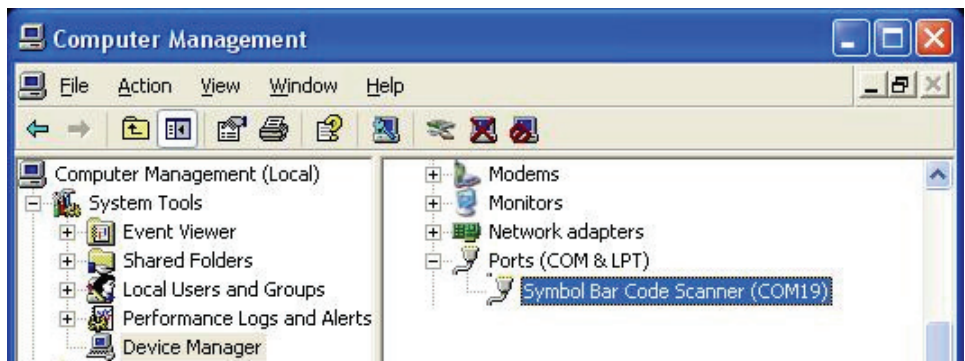 Computer Management
File Action View Window Help
Computer Management (Local)
System Tools
Event Viewer
Shared Folders
Local Users and Groups
Performance Logs and Alerts
Device Manager
Modems
Monitors
Network adapters
Ports (COM & LPT)
Symbol Bar Code Scanner (COM19)